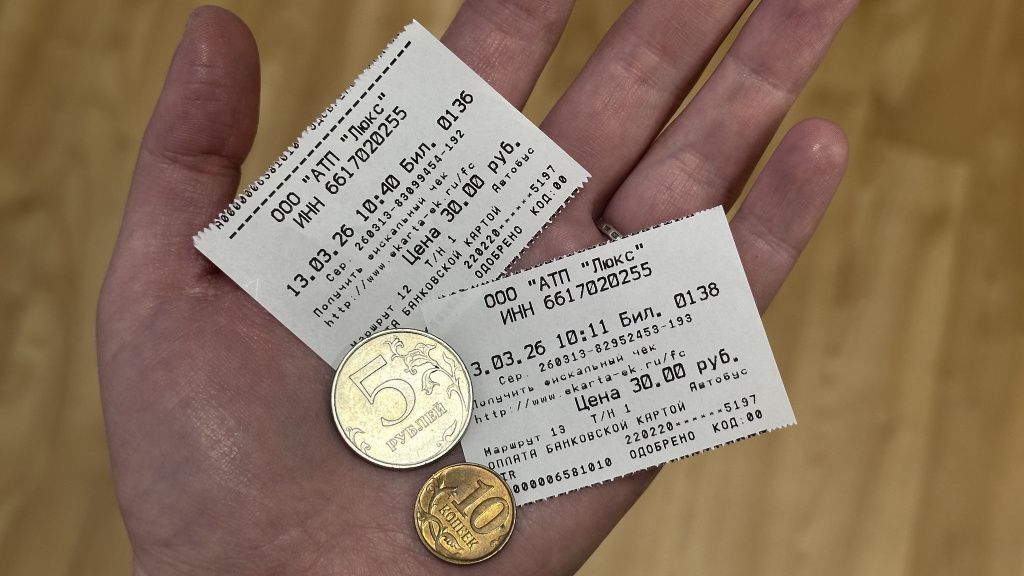 ООО "АТП "Люкс"
ИНН 6617020255
13.03.26 10:40 Бил. 0136
Сер. 260313-83999454-192
Получить фискальный чек
http://www.ekarta-ek.ru/fc
Цена 30.00 руб.
Т/Н 1 Автобус
Маршрут 12
ОПЛАТА БАНКОВСКОЙ КАРТОЙ
220220******5197
ОДОБРЕНО КОД:00
ООО "АТП "Люкс"
ИНН 6617020255
3.03.26 10:11 Бил. 0138
Сер. 260313-82952453-193
Получить фискальный чек
http://www.ekarta-ek.ru/fc
Цена 30.00 руб.
Т/Н 1 Автобус
Маршрут 13
ОПЛАТА БАНКОВСКОЙ КАРТОЙ
220220******5197
ОДОБРЕНО КОД:00
0000006581010
5
РУБЛЕЙ
10
КОПЕЕК